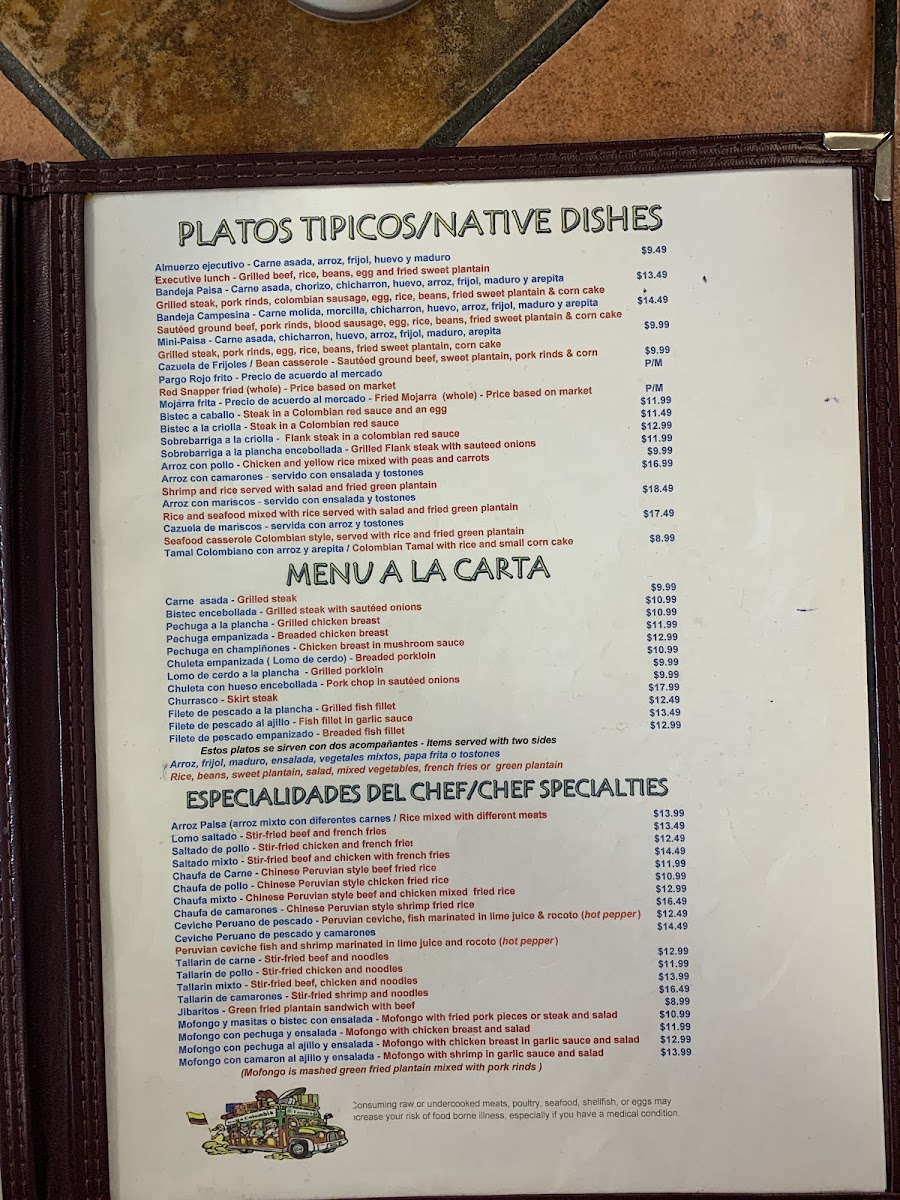 PLATOS TIPICOS/NATIVE DISHES
Almuerzo ejecutivo - Carne asada, arroz, frijol, huevo y maduro $9.49
Executive lunch - Grilled beef, rice, beans, egg and fried sweet plantain
Bandeja Paisa - Carne asada, chorizo, chicharron, huevo, arroz, frijol, maduro y arepita $13.49
Grilled steak, pork rinds, colombian sausage, egg, rice, beans, fried sweet plantain & corn cake
Bandeja Campesina - Carne molida, morcilla, chicharron, huevo, arroz, frijol, maduro y arepita $14.49
Sautéed ground beef, pork rinds, blood sausage, egg, rice, beans, fried sweet plantain & corn cake
Mini-Paisa - Carne asada, chicharron, huevo, arroz, frijol, maduro, arepita $9.99
Grilled steak, pork rinds, egg, rice, beans, fried sweet plantain, corn cake
Cazuela de Frijoles / Bean casserole - Sautéed ground beef, sweet plantain, pork rinds & corn $9.99
Pargo Rojo frito - Precio de acuerdo al mercado P/M
Red Snapper fried (whole) - Price based on market
Mojarra frita - Precio de acuerdo al mercado - Fried Mojarra (whole) - Price based on market P/M
Bistec a caballo - Steak in a Colombian red sauce and an egg $11.99
Bistec a la criolla - Steak in a Colombian red sauce $11.49
Sobrebarriga a la criolla - Flank steak in a colombian red sauce $12.99
Sobrebarriga a la plancha encebollada - Grilled Flank steak with sauteed onions $11.99
Arroz con pollo - Chicken and yellow rice mixed with peas and carrots $9.99
Arroz con camarones - servido con ensalada y tostones $16.99
Shrimp and rice served with salad and fried green plantain
Arroz con mariscos - servido con ensalada y tostones $18.49
Rice and seafood mixed with rice served with salad and fried green plantain
Cazuela de mariscos - servida con arroz y tostones $17.49
Seafood casserole Colombian style, served with rice and fried green plantain
Tamal Colombiano con arroz y arepita / Colombian Tamal with rice and small corn cake $8.99
MENU A LA CARTA
Carne asada - Grilled steak $9.99
Bistec encebollada - Grilled steak with sautéed onions $10.99
Pechuga a la plancha - Grilled chicken breast $10.99
Pechuga empanizada - Breaded chicken breast $11.99
Pechuga en champiñones - Chicken breast in mushroom sauce $12.99
Chuleta empanizada ( Lomo de cerdo) - Breaded porkloin $10.99
Lomo de cerdo a la plancha - Grilled porkloin $9.99
Chuleta con hueso encebollada - Pork chop in sautéed onions $9.99
Churrasco - Skirt steak $17.99
Filete de pescado a la plancha - Grilled fish fillet $12.49
Filete de pescado al ajillo - Fish fillet in garlic sauce $13.49
Filete de pescado empanizado - Breaded fish fillet $12.99
Estos platos se sirven con dos acompañantes - Items served with two sides
Arroz, frijol, maduro, ensalada, vegetales mixtos, papa frita o tostones
Rice, beans, sweet plantain, salad, mixed vegetables, french fries or green plantain
ESPECIALIDADES DEL CHEF/CHEF SPECIALTIES
Arroz Paisa (arroz mixto con diferentes carnes / Rice mixed with different meats $13.99
Lomo saltado - Stir-fried beef and french fries $13.49
Saltado de pollo - Stir-fried chicken and french fries $12.49
Saltado mixto - Stir-fried beef and chicken with french fries $14.49
Chaufa de Carne - Chinese Peruvian style beef fried rice $11.99
Chaufa de pollo - Chinese Peruvian style chicken fried rice $10.99
Chaufa mixto - Chinese Peruvian style beef and chicken mixed fried rice $12.99
Chaufa de camarones - Chinese Peruvian style shrimp fried rice $16.49
Ceviche Peruano de pescado - Peruvian ceviche, fish marinated in lime juice & rocoto (hot pepper) $12.49
Ceviche Peruano de pescado y camarones $14.49
Peruvian ceviche fish and shrimp marinated in lime juice and rocoto (hot pepper)
Tallarin de carne - Stir-fried beef and noodles $12.99
Tallarin de pollo - Stir-fried chicken and noodles $11.99
Tallarin mixto - Stir-fried beef, chicken and noodles $13.99
Tallarin de camarones - Stir-fried shrimp and noodles $16.49
Jibaritos - Green fried plantain sandwich with beef $8.99
Mofongo y masitas o bistec con ensalada - Mofongo with fried pork pieces or steak and salad $10.99
Mofongo con pechuga y ensalada - Mofongo with chicken breast and salad $11.99
Mofongo con pechuga al ajillo y ensalada - Mofongo with chicken breast in garlic sauce and salad $12.99
Mofongo con camaron al ajillo y ensalada - Mofongo with shrimp in garlic sauce and salad $13.99
(Mofongo is mashed green fried plantain mixed with pork rinds )
Consuming raw or undercooked meats, poultry, seafood, shellfish, or eggs may
increase your risk of food borne illness, especially if you have a medical condition.